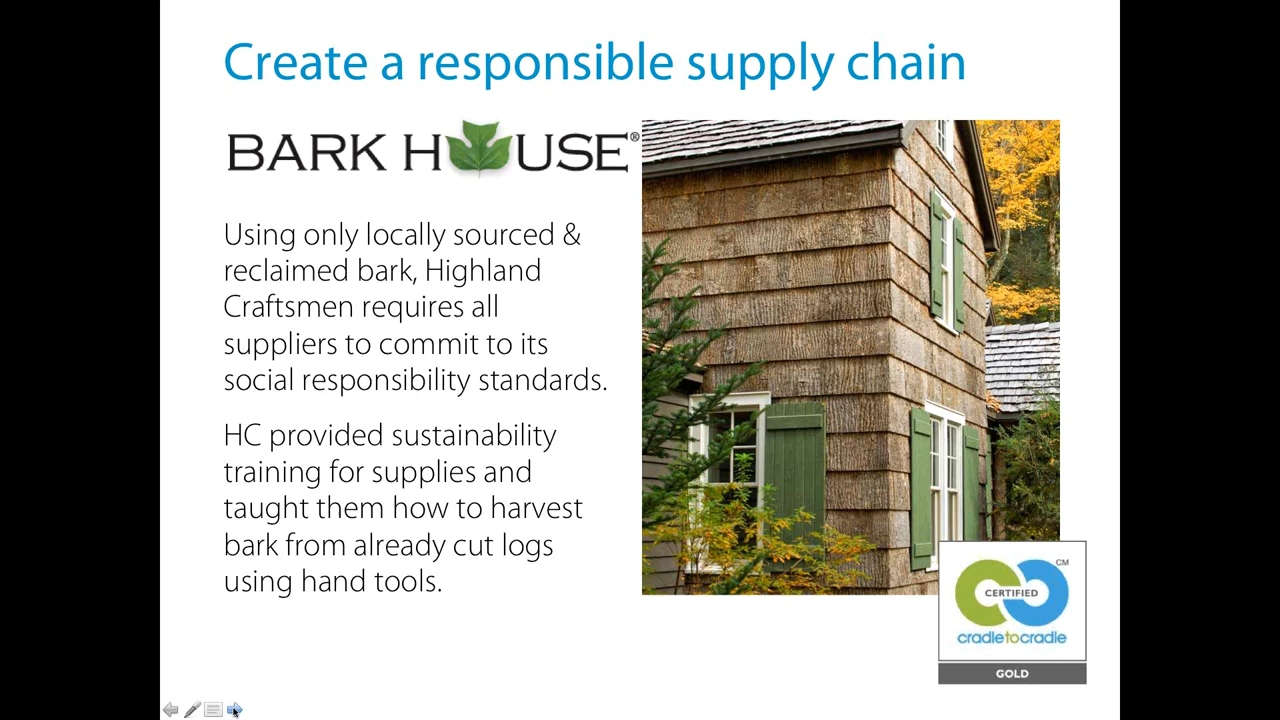 Create a responsible supply chain
BARK HOUSE®
Using only locally sourced &
reclaimed bark, Highland
Craftsmen requires all
suppliers to commit to its
social responsibility standards.
HC provided sustainability
training for supplies and
taught them how to harvest
bark from already cut logs
using hand tools.
CM
CERTIFIED
cradletocradle
GOLD